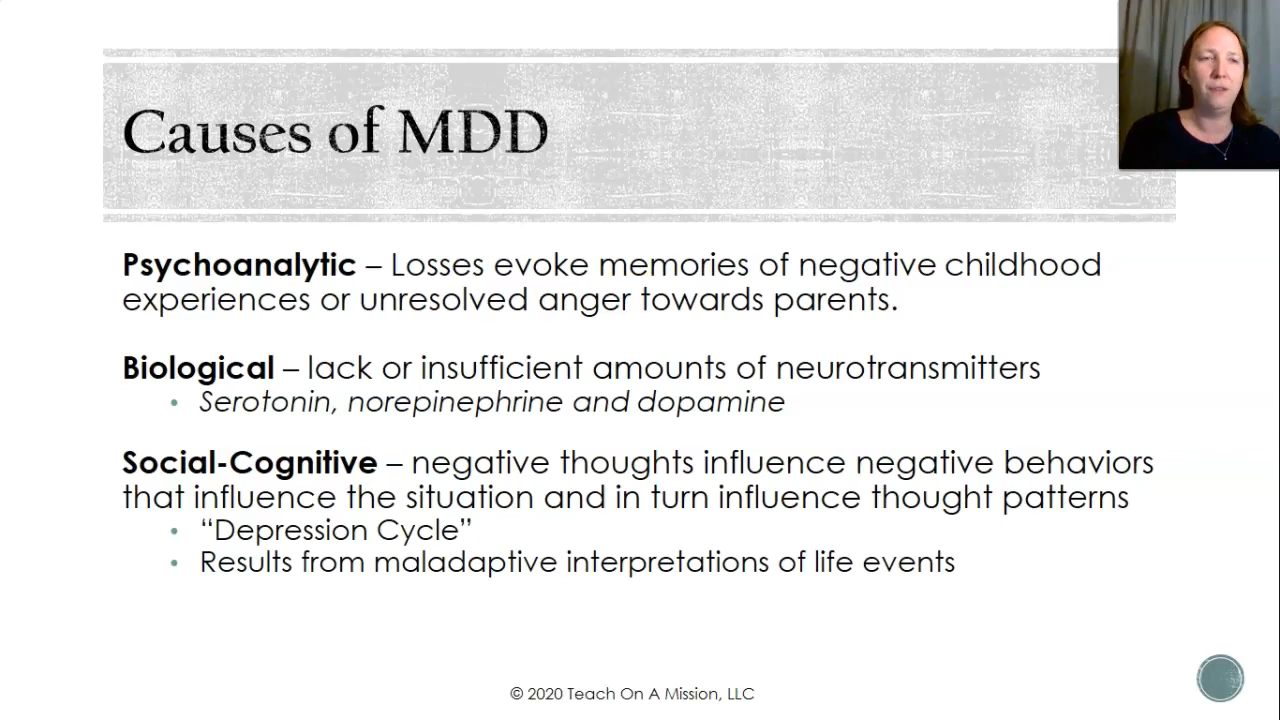 Causes of MDD
Psychoanalytic – Losses evoke memories of negative childhood
experiences or unresolved anger towards parents.
Biological – lack or insufficient amounts of neurotransmitters
• Serotonin, norepinephrine and dopamine
Social-Cognitive – negative thoughts influence negative behaviors
that influence the situation and in turn influence thought patterns
• “Depression Cycle”
• Results from maladaptive interpretations of life events
© 2020 Teach On A Mission, LLC